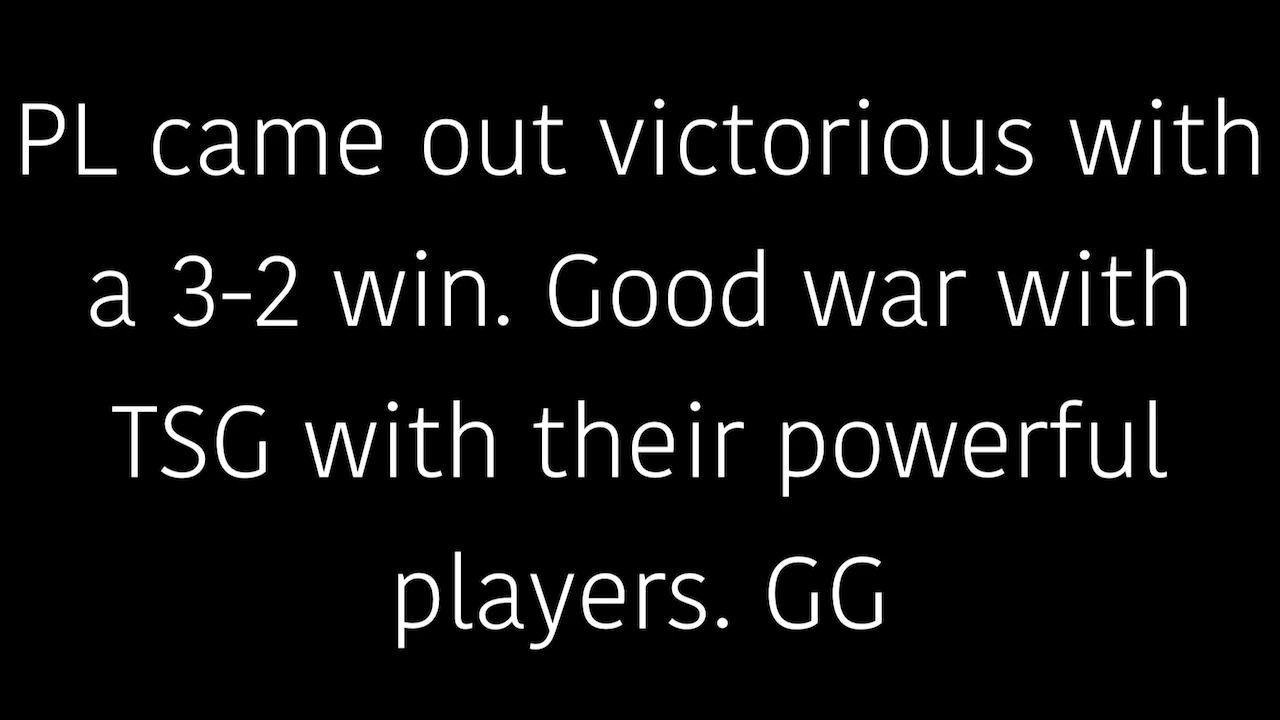 PL came out victorious with
a 3-2 win. Good war with
TSG with their powerful
players. GG